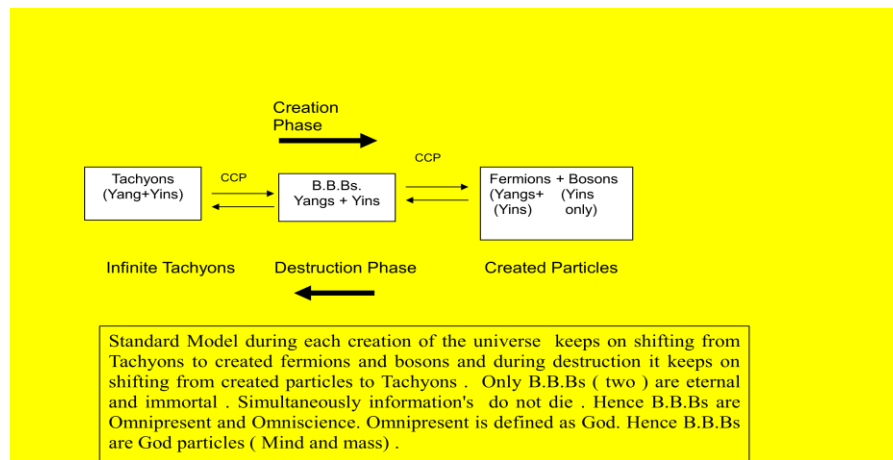 Creation
Phase
CCP
CCP
Tachyons
(Yang+Yins)
B.B.Bs.
Yangs + Yins
Fermions + Bosons
(Yangs+ (Yins
(Yins) only)
Infinite Tachyons
Destruction Phase
Created Particles
Standard Model during each creation of the universe keeps on shifting from
Tachyons to created fermions and bosons and during destruction it keeps on
shifting from created particles to Tachyons . Only B.B.Bs ( two ) are eternal
and immortal . Simultaneously information's do not die . Hence B.B.Bs are
Omnipresent and Omniscience. Omnipresent is defined as God. Hence B.B.Bs
are God particles ( Mind and mass) .